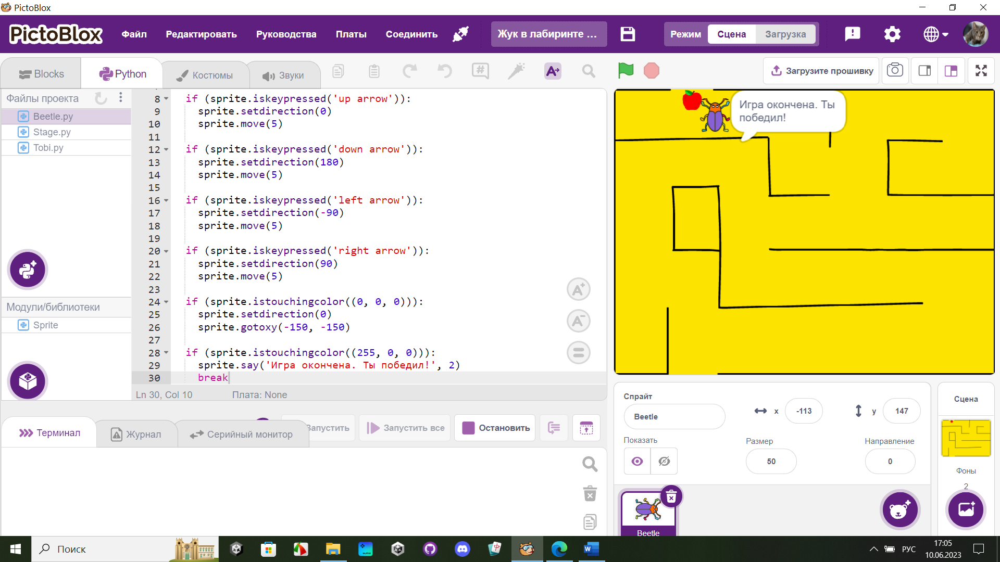 PictoBlox
PictoBlox
Файл
Редактировать
Руководства
Платы
Соединить
Жук в лабиринте ...
Режим
Сцена
Загрузка
Blocks
Python
Костюмы
Звуки
Загрузите прошивку
Файлы проекта
Beetle.py
Stage.py
Tobi.py
Модули/библиотеки
Sprite
8 if (sprite.iskeypressed('up arrow')):
9 sprite.setdirection(0)
10 sprite.move(5)
11
12 if (sprite.iskeypressed('down arrow')):
13 sprite.setdirection(180)
14 sprite.move(5)
15
16 if (sprite.iskeypressed('left arrow')):
17 sprite.setdirection(-90)
18 sprite.move(5)
19
20 if (sprite.iskeypressed('right arrow')):
21 sprite.setdirection(90)
22 sprite.move(5)
23
24 if (sprite.istouchingcolor((0, 0, 0))):
25 sprite.setdirection(0)
26 sprite.gotoxy(-150, -150)
27
28 if (sprite.istouchingcolor((255, 0, 0))):
29 sprite.say('Игра окончена. Ты победил!', 2)
30 break
Ln 30, Col 10
Плата: None
Игра окончена. Ты
победил!
Терминал
Журнал
Серийный монитор
Запустить
Запустить все
Остановить
Спрайт
Beetle
x
-113
y
147
Показать
Размер
50
Направление
0
Сцена
Фоны
2
Beetle
Поиск
РУС
17:05
10.06.2023